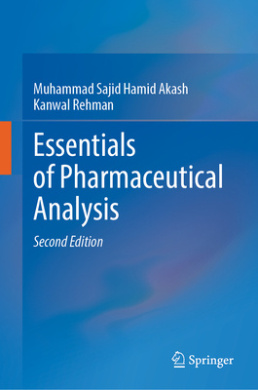 Muhammad Sajid Hamid Akash
Kanwal Rehman
Essentials
of Pharmaceutical
Analysis
Second Edition
Springer